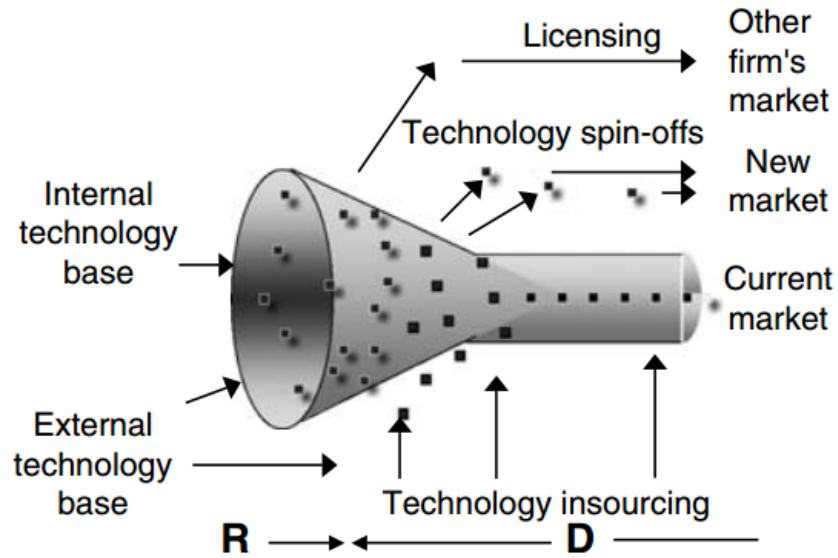 Licensing
Other
firm's
market
Technology spin-offs
New
market
Internal
technology
base
Current
market
External
technology
base
Technology insourcing
R
D